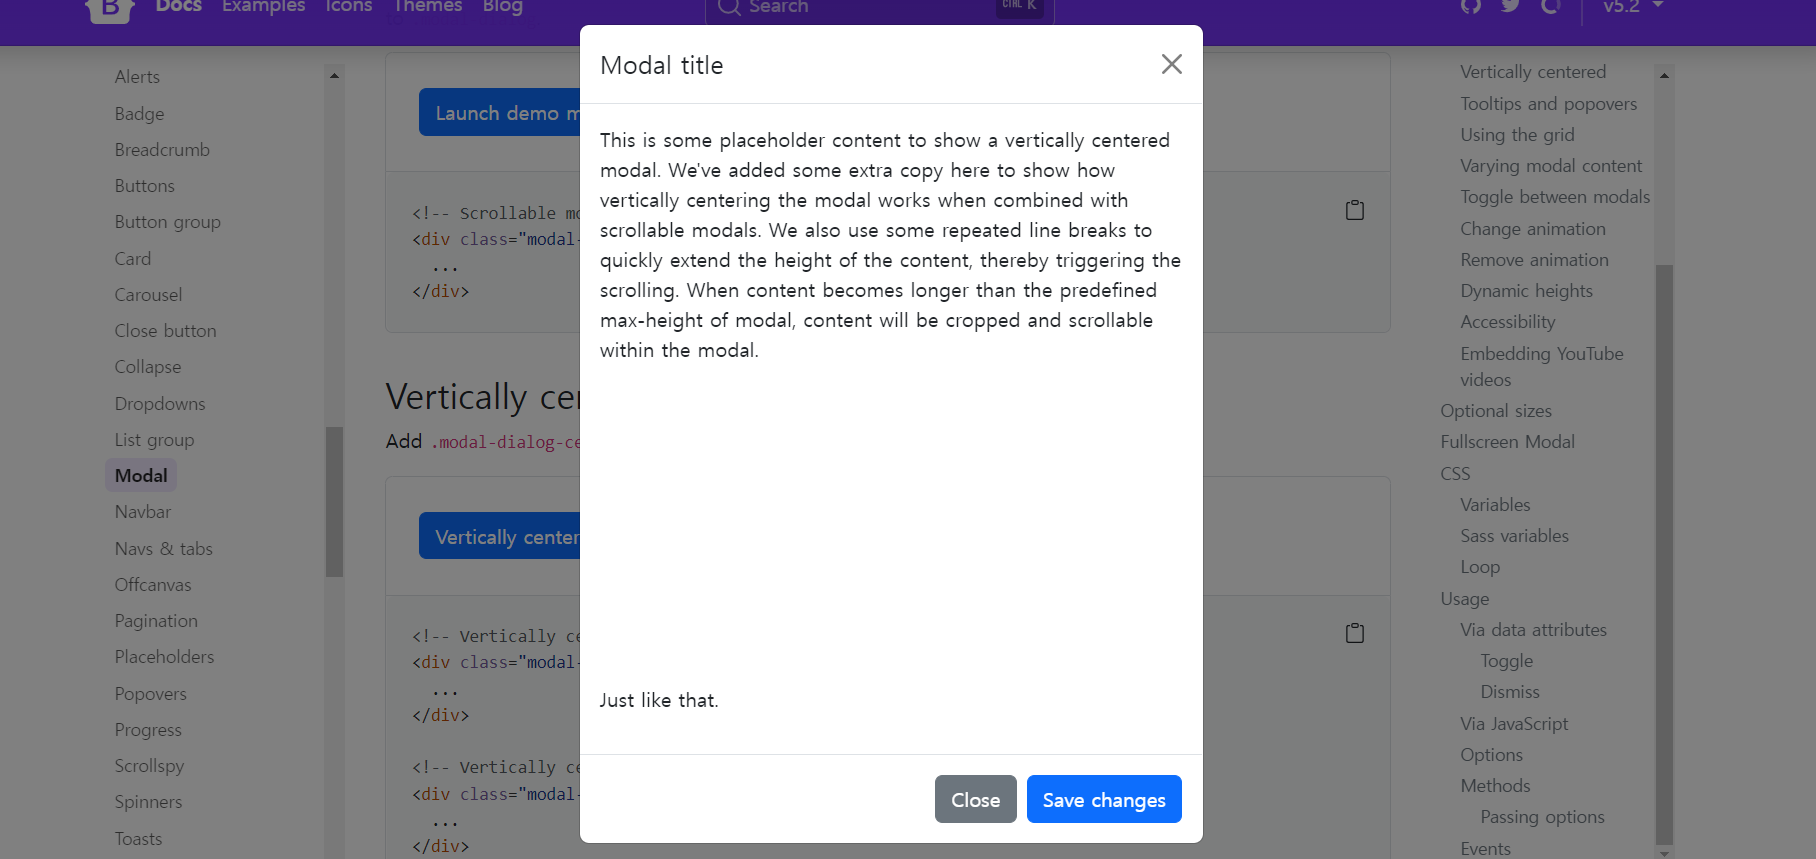 B
Docs
Examples
Icons
Themes
Blog
Search
CTRL K
v5.2
Alerts
Badge
Breadcrumb
Buttons
Button group
Card
Carousel
Close button
Collapse
Dropdowns
List group
Modal
Navbar
Navs & tabs
Offcanvas
Pagination
Placeholders
Popovers
Progress
Scrollspy
Spinners
Toasts
Launch demo m
<!-- Scrollable mo
<div class="modal-
...
</div>
Vertically cen
Add .modal-dialog-ce
Vertically center
<!-- Vertically ce
<div class="modal-
...
</div>
<!-- Vertically ce
<div class="modal-
...
</div>
Modal title
This is some placeholder content to show a vertically centered
modal. We've added some extra copy here to show how
vertically centering the modal works when combined with
scrollable modals. We also use some repeated line breaks to
quickly extend the height of the content, thereby triggering the
scrolling. When content becomes longer than the predefined
max-height of modal, content will be cropped and scrollable
within the modal.
Just like that.
Close
Save changes
Vertically centered
Tooltips and popovers
Using the grid
Varying modal content
Toggle between modals
Change animation
Remove animation
Dynamic heights
Accessibility
Embedding YouTube
videos
Optional sizes
Fullscreen Modal
CSS
Variables
Sass variables
Loop
Usage
Via data attributes
Toggle
Dismiss
Via JavaScript
Options
Methods
Passing options
Events